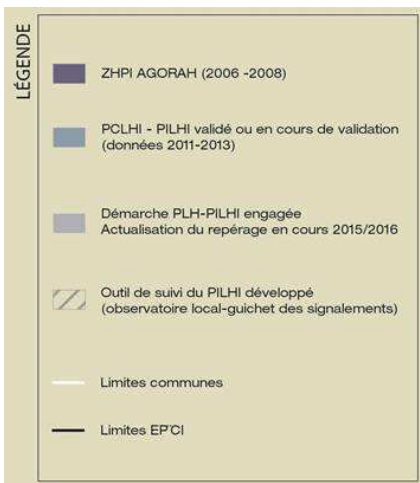 LÉGENDE
ZHPI AGORAH (2006 -2008)
PCLHI - PILHI validé ou en cours de validation
(données 2011-2013)
Démarche PLH-PILHI engagée
Actualisation du repérage en cours 2015/2016
Outil de suivi du PILHI développé
(observatoire local-guichet des signalements)
Limites communes
Limites EPCI